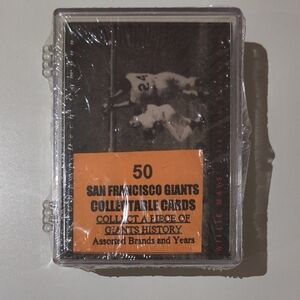 24
50
SAN FRANCISCO GIANTS
COLLECTABLE CARDS
COLLECT A PIECE OF
GIANTS HISTORY
Assorted Brands and Years
WILLIE MAYS